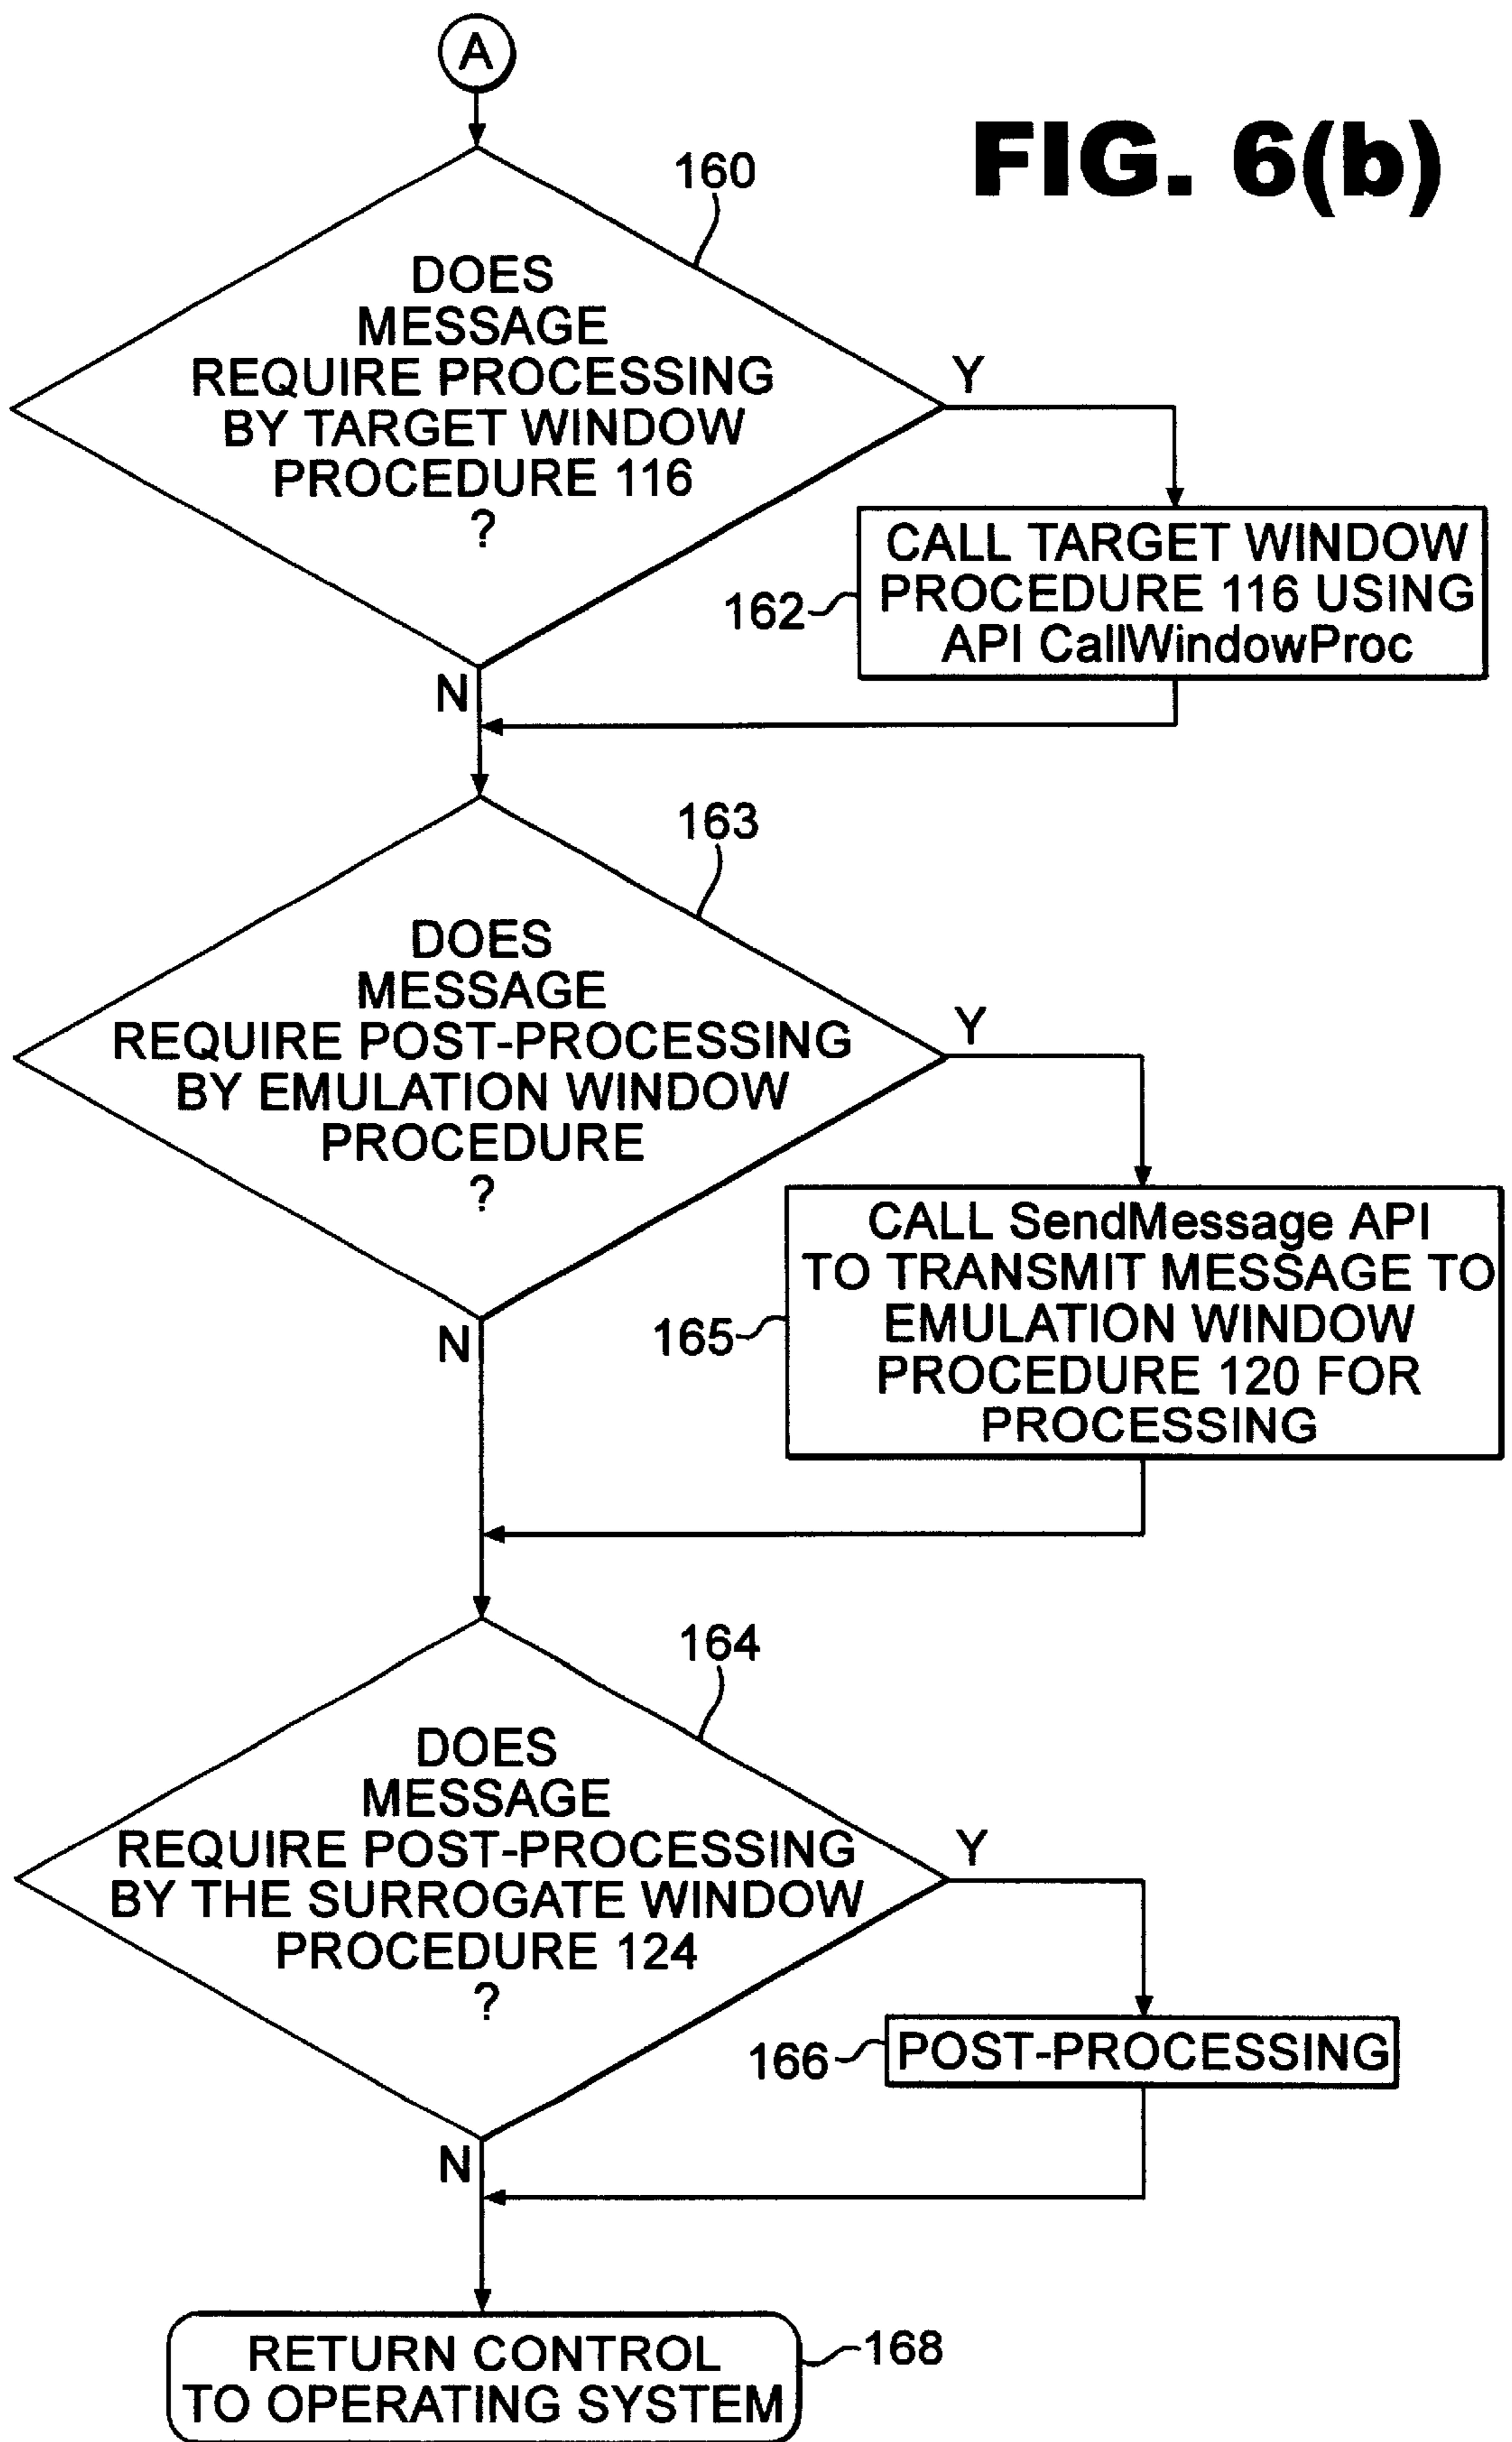 A
FIG. 6(b)
160
DOES
MESSAGE
REQUIRE PROCESSING
BY TARGET WINDOW
PROCEDURE 116
?
Y
CALL TARGET WINDOW
PROCEDURE 116 USING
API CallWindowProc
162
N
163
DOES
MESSAGE
REQUIRE POST-PROCESSING
BY EMULATION WINDOW
PROCEDURE
?
Y
CALL SendMessage API
TO TRANSMIT MESSAGE TO
EMULATION WINDOW
PROCEDURE 120 FOR
PROCESSING
165
N
164
DOES
MESSAGE
REQUIRE POST-PROCESSING
BY THE SURROGATE WINDOW
PROCEDURE 124
?
Y
POST-PROCESSING
166
N
RETURN CONTROL
TO OPERATING SYSTEM
168